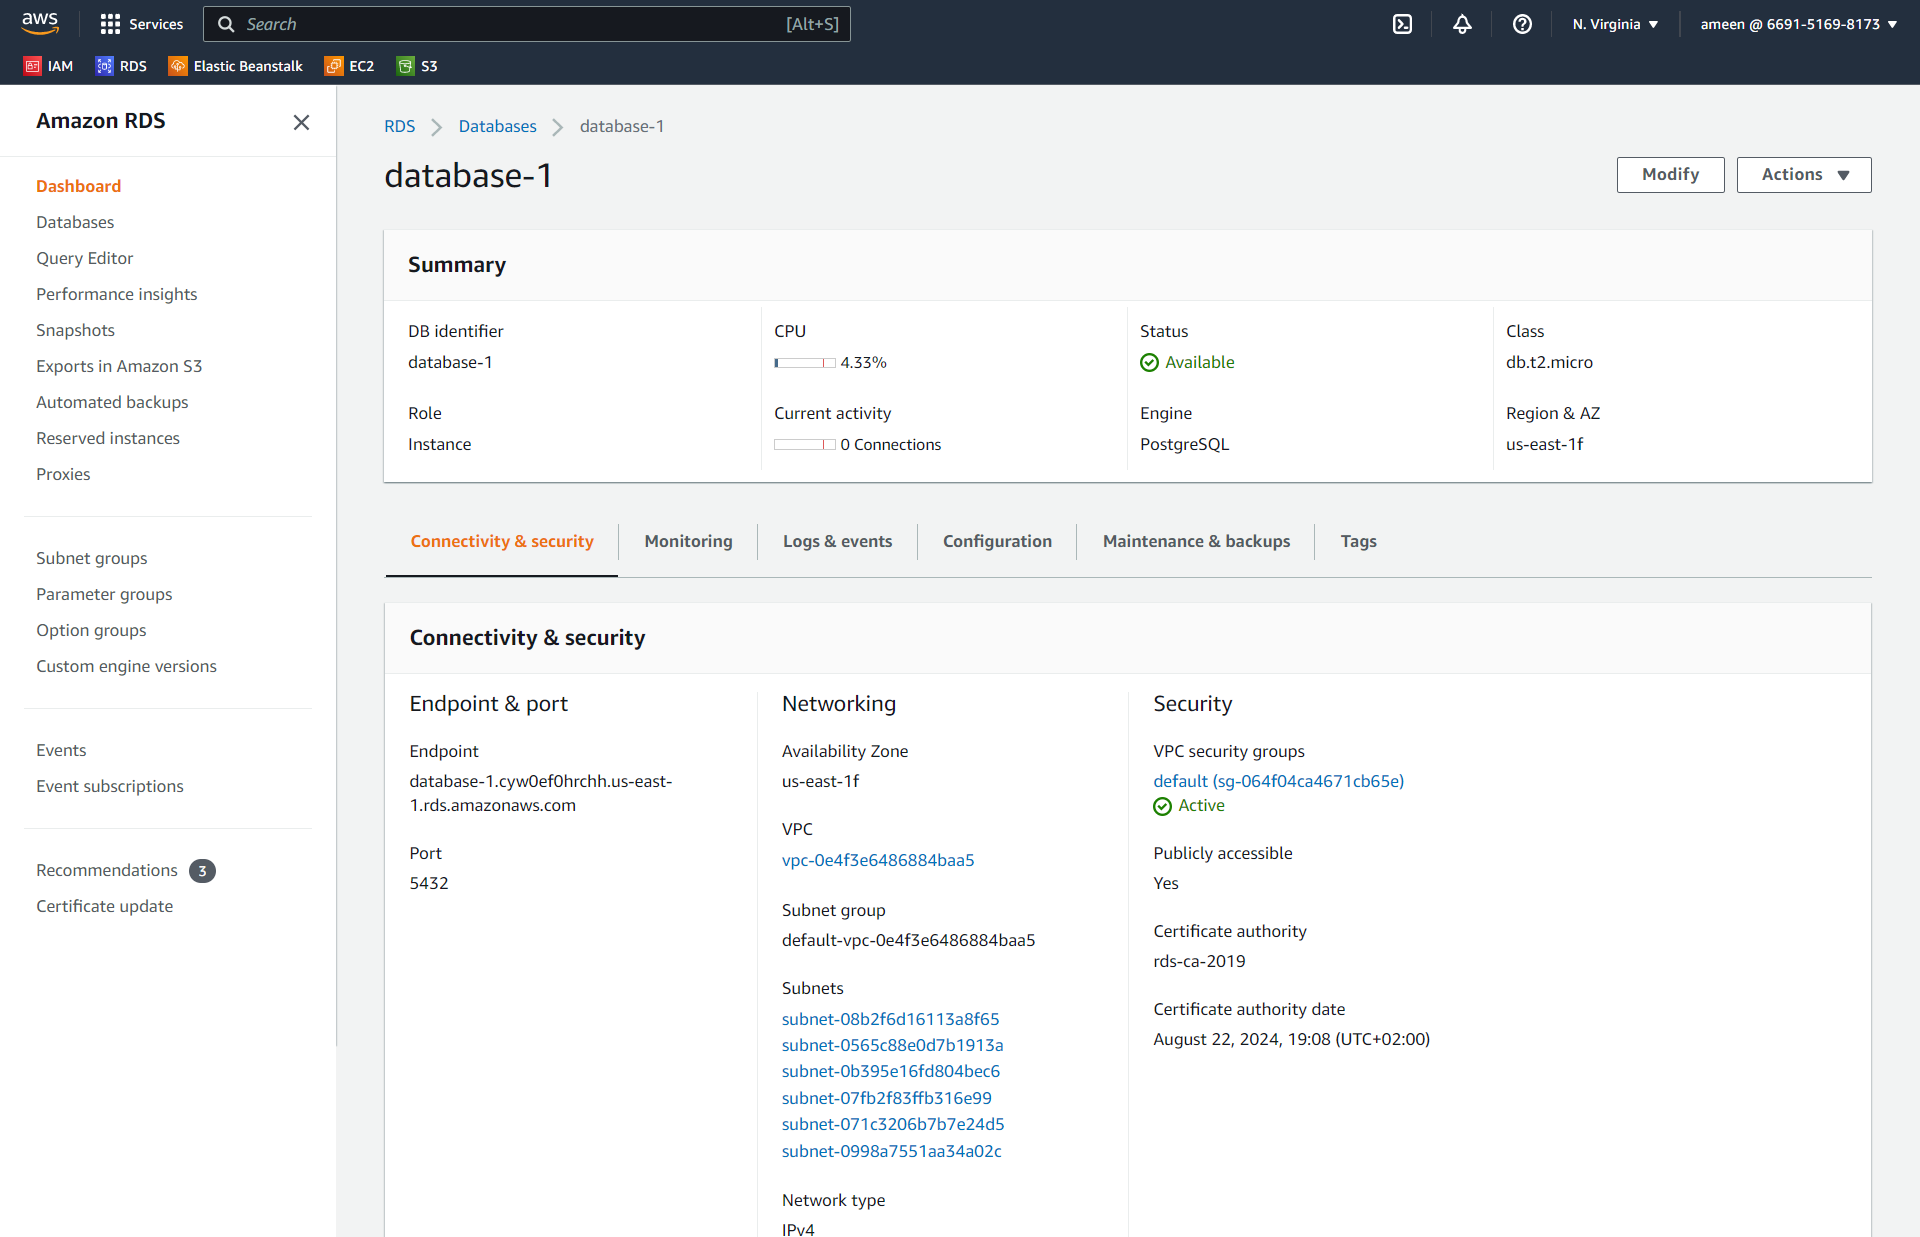 aws
Services
Search
[Alt+S]
N. Virginia
ameen @ 6691-5169-8173
IAM
RDS
Elastic Beanstalk
EC2
S3
Amazon RDS
Dashboard
Databases
Query Editor
Performance insights
Snapshots
Exports in Amazon S3
Automated backups
Reserved instances
Proxies
Subnet groups
Parameter groups
Option groups
Custom engine versions
Events
Event subscriptions
Recommendations 3
Certificate update
RDS
Databases
database-1
database-1
Modify
Actions
Summary
DB identifier
database-1
CPU
4.33%
Status
Available
Class
db.t2.micro
Role
Instance
Current activity
0 Connections
Engine
PostgreSQL
Region & AZ
us-east-1f
Connectivity & security
Monitoring
Logs & events
Configuration
Maintenance & backups
Tags
Connectivity & security
Endpoint & port
Endpoint
database-1.cyw0ef0hrchh.us-east-
1.rds.amazonaws.com
Port
5432
Networking
Availability Zone
us-east-1f
VPC
vpc-0e4f3e6486884baa5
Subnet group
default-vpc-0e4f3e6486884baa5
Subnets
subnet-08b2f6d16113a8f65
subnet-0565c88e0d7b1913a
subnet-0b395e16fd804bec6
subnet-07fb2f83ffb316e99
subnet-071c3206b7b7e24d5
subnet-0998a7551aa34a02c
Network type
IPv4
Security
VPC security groups
default (sg-064f04ca4671cb65e)
Active
Publicly accessible
Yes
Certificate authority
rds-ca-2019
Certificate authority date
August 22, 2024, 19:08 (UTC+02:00)